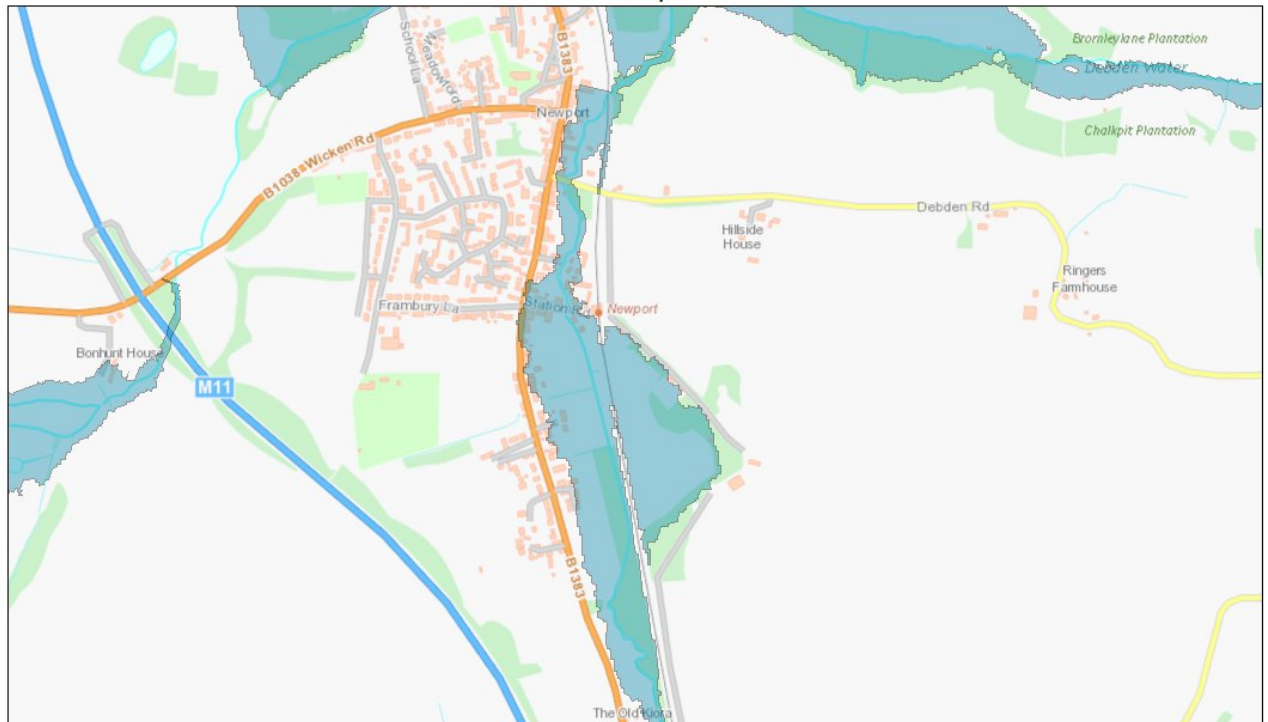 School La
Meadowford
B1383
Bromleylane Plantation
Debden Water
Newport
Chalkpit Plantation
B1038
Wicken Rd
Debden Rd
Hillside
House
Ringers
Farmhouse
Frambury La
Station Rd
Newport
Bonhunt House
M11
B1383
The Old Kiora